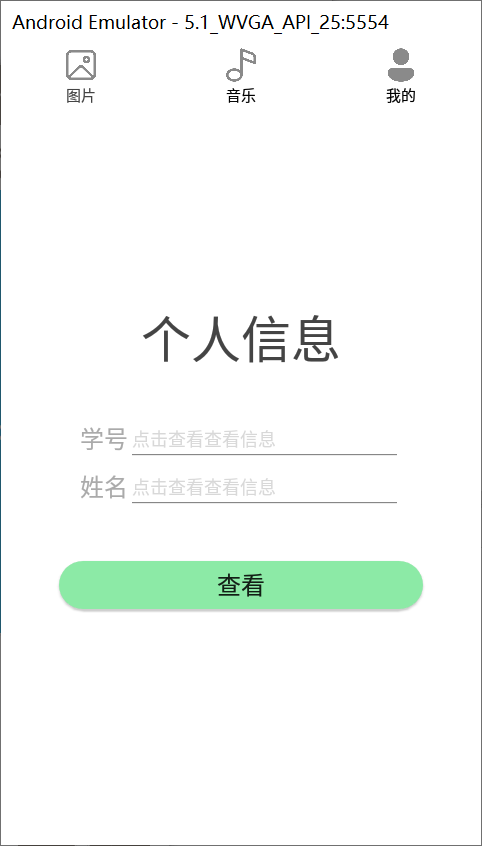 Android Emulator - 5.1_WVGA_API_25:5554
图片 音乐 我的
个人信息
学号 点击查看查看信息
姓名 点击查看查看信息
查看